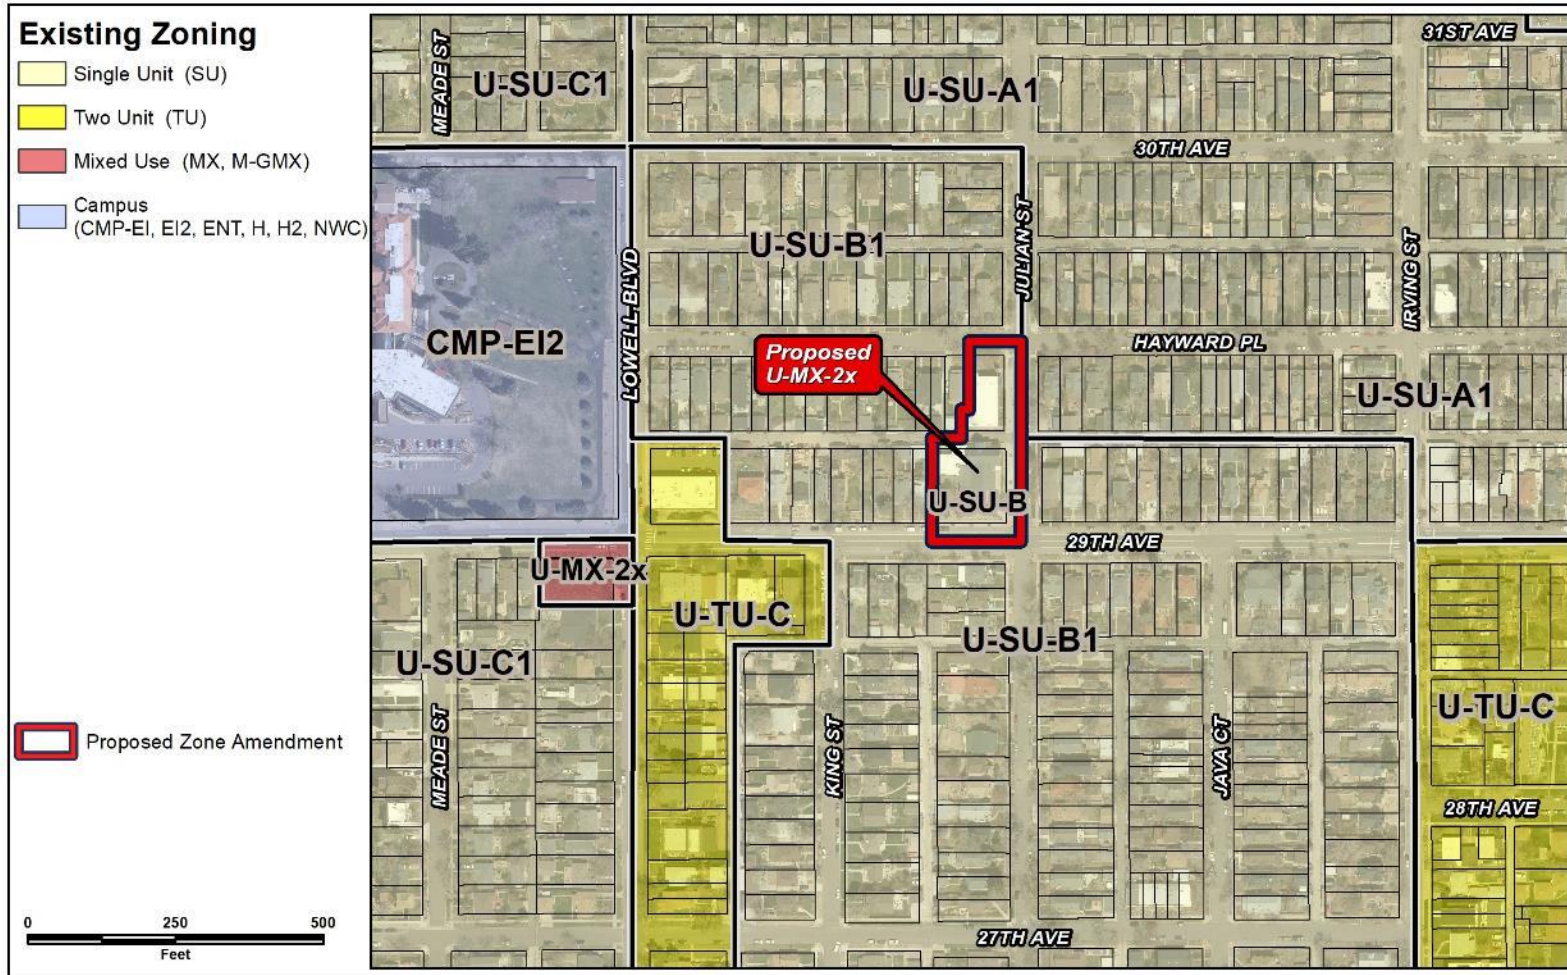 Existing Zoning
Single Unit (SU)
Two Unit (TU)
Mixed Use (MX, M-GMX)
Campus
(CMP-EI, EI2, ENT, H, H2, NWC)
Proposed Zone Amendment
0 250 500
Feet
31ST AVE
MEADE ST
U-SU-C1
U-SU-A1
30TH AVE
JULIAN ST
U-SU-B1
LOWELL BLVD
IRVING ST
CMP-EI2
HAYWARD PL
Proposed
U-MX-2x
U-SU-A1
U-SU-B
29TH AVE
U-MX-2x
U-TU-C
U-SU-B1
U-SU-C1
U-TU-C
MEADE ST
KING ST
JAVA CT
28TH AVE
27TH AVE